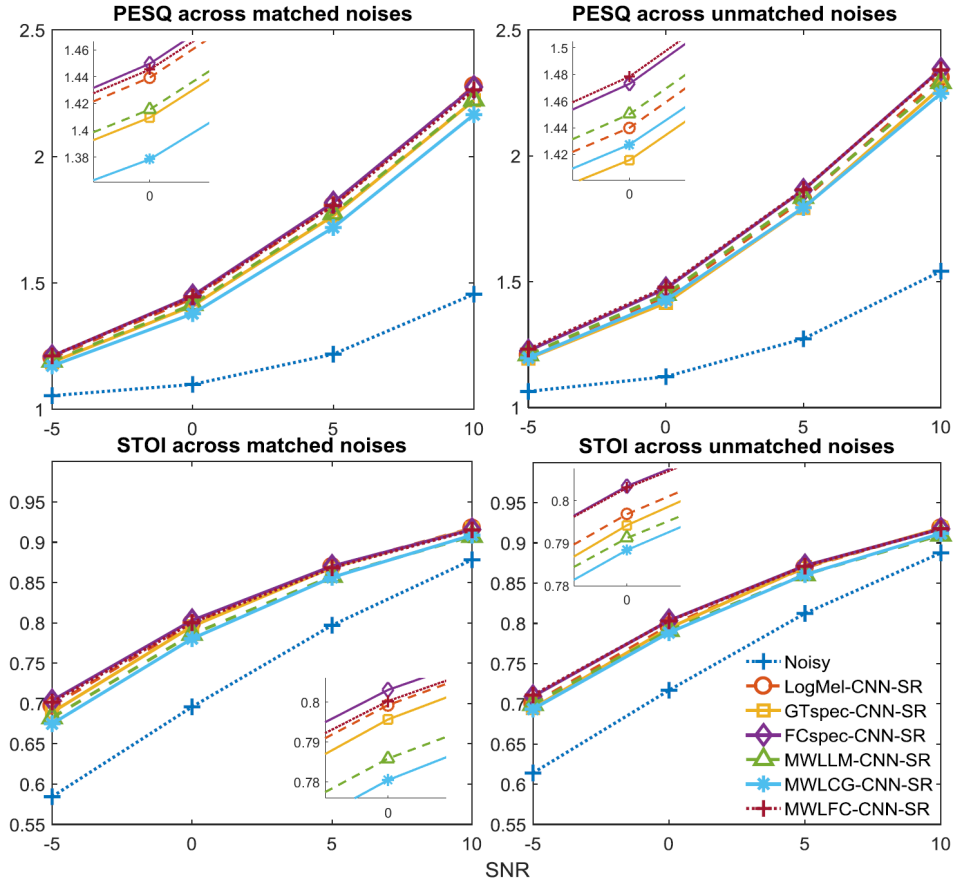 PESQ across matched noises
2.5
2
1.5
1
-5 0 5 10
1.46
1.44
1.42
1.4
1.38
0
PESQ across unmatched noises
2.5
2
1.5
1
-5 0 5 10
1.5
1.48
1.46
1.44
1.42
0
STOI across matched noises
0.95
0.9
0.85
0.8
0.75
0.7
0.65
0.6
0.55
-5 0 5 10
0.8
0.79
0.78
0
STOI across unmatched noises
0.95
0.9
0.85
0.8
0.75
0.7
0.65
0.6
0.55
-5 0 5 10
0.8
0.79
0.78
0
Noisy
LogMel-CNN-SR
GTspec-CNN-SR
FCspec-CNN-SR
MWLLM-CNN-SR
MWLCG-CNN-SR
MWLFC-CNN-SR
SNR